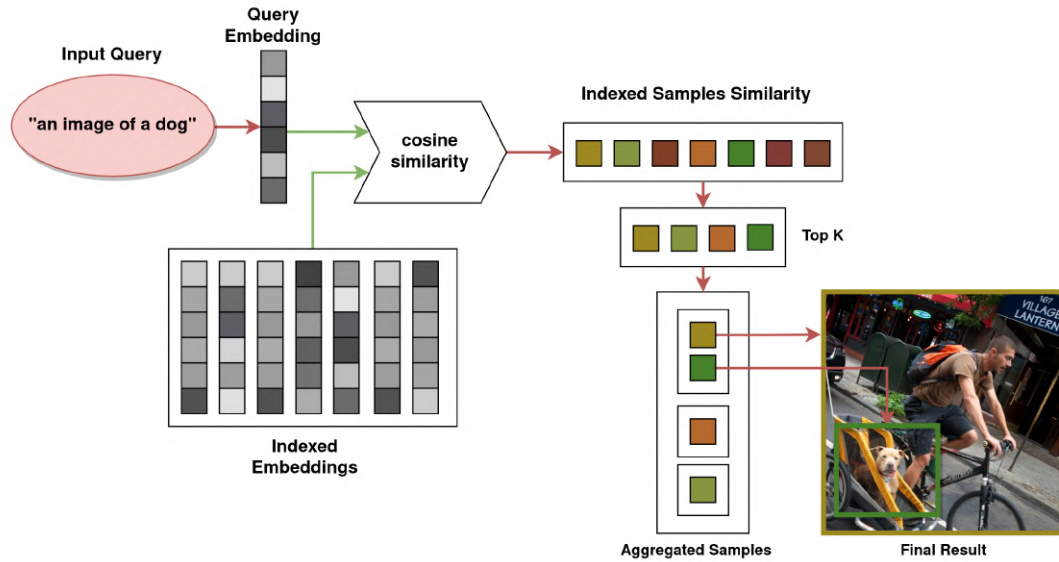 Query
Embedding
Input Query
"an image of a dog"
cosine
similarity
Indexed Samples Similarity
Top K
Indexed
Embeddings
167
VILLAGE
LANTERN
Aggregated Samples
Final Result